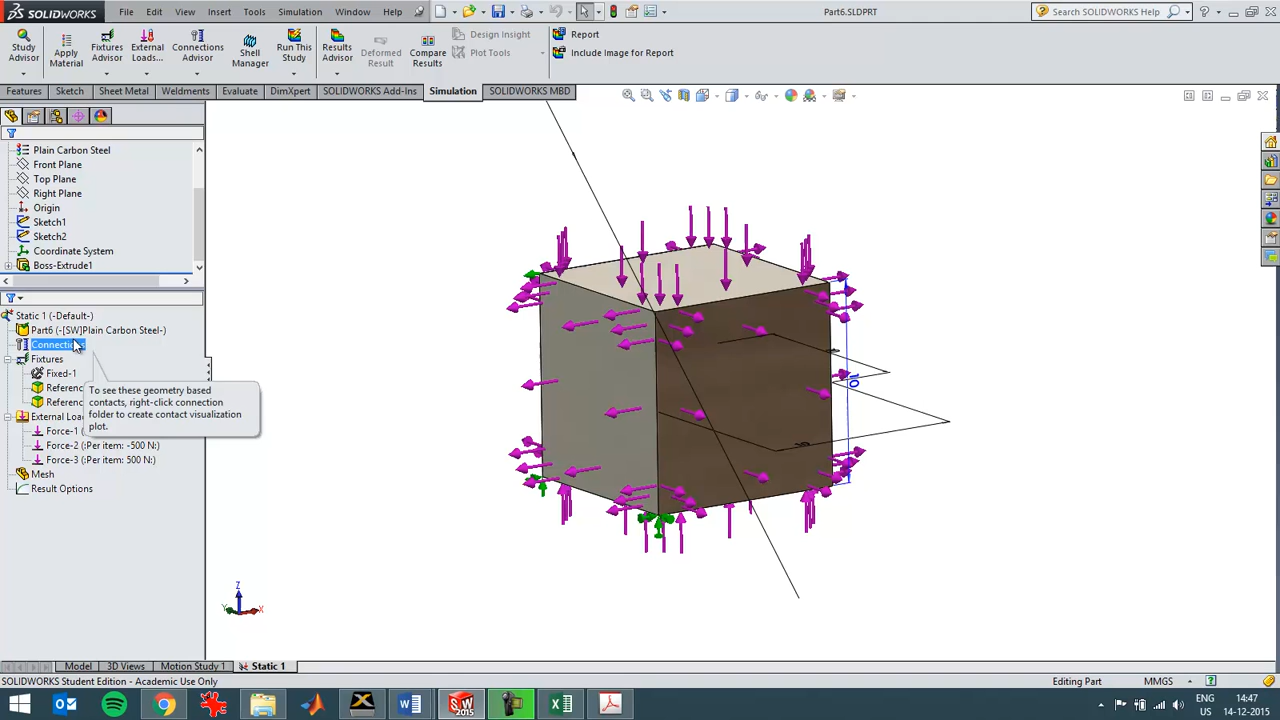 SOLIDWORKS File Edit View Insert Tools Simulation Window Help Part6.SLDPRT Search SOLIDWORKS Help
Study Advisor
Apply Material
Fixtures Advisor
External Loads...
Connections Advisor
Shell Manager
Run This Study
Results Advisor
Deformed Result
Compare Results
Design Insight
Plot Tools
Report
Include Image for Report
Features Sketch Sheet Metal Weldments Evaluate DimXpert SOLIDWORKS Add-Ins Simulation SOLIDWORKS MBD
Plain Carbon Steel
Front Plane
Top Plane
Right Plane
Origin
Sketch1
Sketch2
Coordinate System
Boss-Extrude1
Static 1 (-Default-)
Part6 (-[SW]Plain Carbon Steel-)
Connections
Fixtures
Fixed-1
Referenc
Referenc
External Loa
Force-1 (
Force-2 (:Per item: -500 N:)
Force-3 (:Per item: 500 N:)
Mesh
Result Options
To see these geometry based
contacts, right-click connection
folder to create contact visualization
plot.
10
Z
Y X
Model 3D Views Motion Study 1 Static 1
SOLIDWORKS Student Edition - Academic Use Only Editing Part MMGS
SW 2015
ENG 14:47
NO 14-12-2015